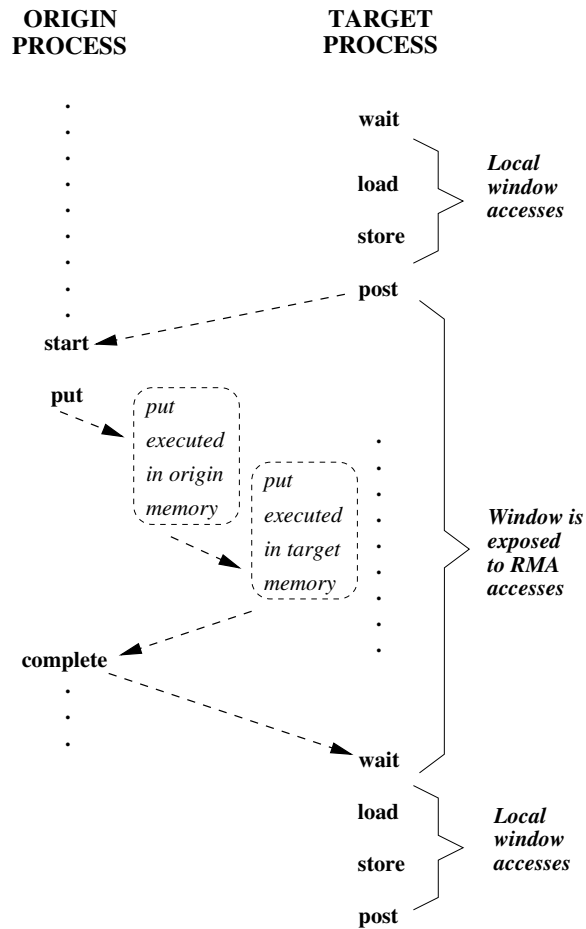 ORIGIN
PROCESS
TARGET
PROCESS
wait
load
store
Local
window
accesses
post
start
put
put
executed
in origin
memory
put
executed
in target
memory
Window is
exposed
to RMA
accesses
complete
wait
load
store
post
Local
window
accesses